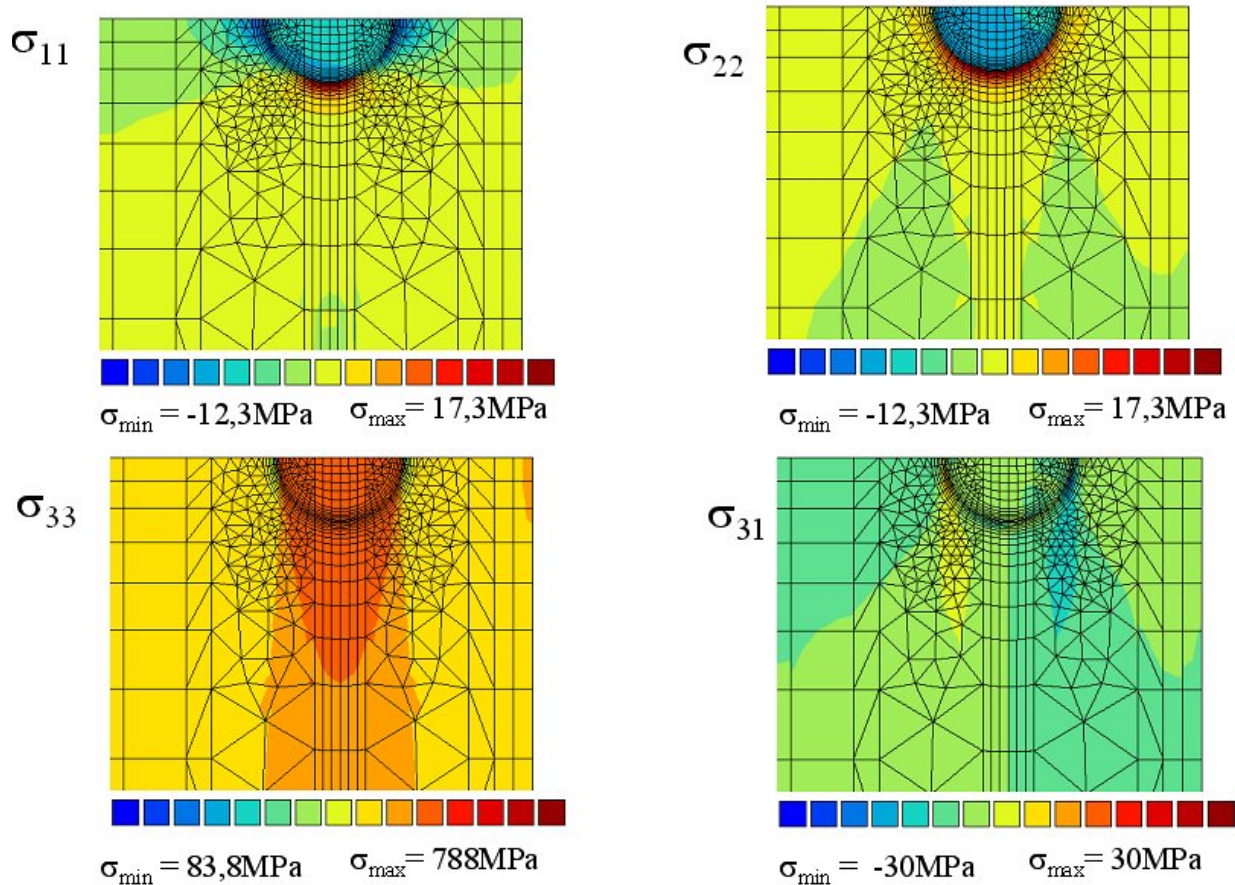 σ11
σ22
σmin = -12,3MPa σmax = 17,3MPa
σmin = -12,3MPa σmax = 17,3MPa
σ33
σ31
σmin = 83,8MPa σmax = 788MPa
σmin = -30MPa σmax = 30MPa